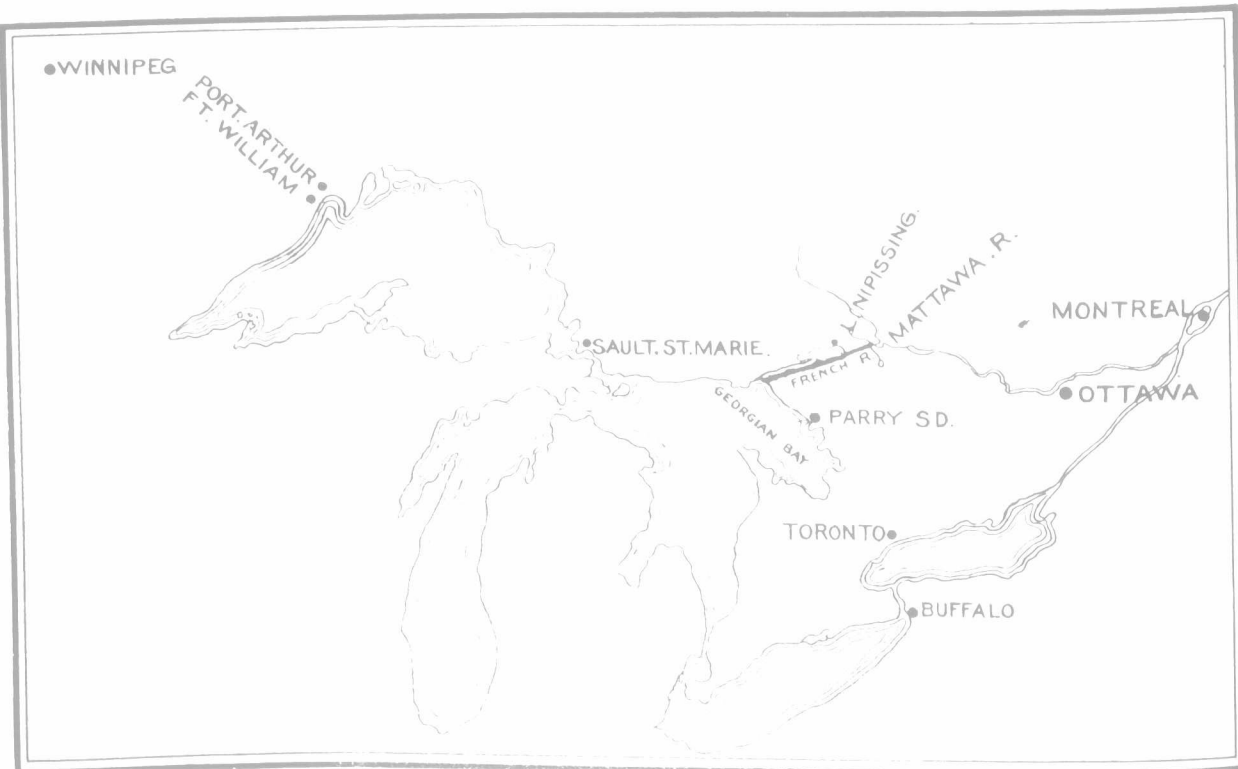 WINNIPEG
PORT. ARTHUR
FT. WILLIAM
NIPISSING.
MATTAWA. R.
MONTREAL
SAULT. ST. MARIE.
FRENCH R.
OTTAWA
GEORGIAN BAY
PARRY SD.
TORONTO
BUFFALO